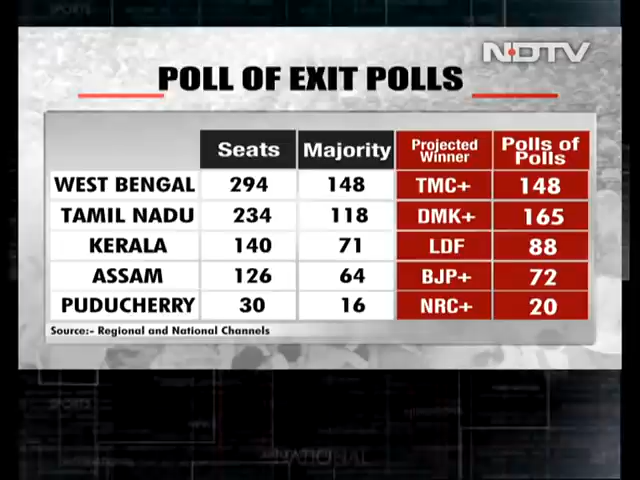 NDTV
POLL OF EXIT POLLS
Seats Majority Projected Winner Polls of Polls
WEST BENGAL 294 148 TMC+ 148
TAMIL NADU 234 118 DMK+ 165
KERALA 140 71 LDF 88
ASSAM 126 64 BJP+ 72
PUDUCHERRY 30 16 NRC+ 20
Source:- Regional and National Channels